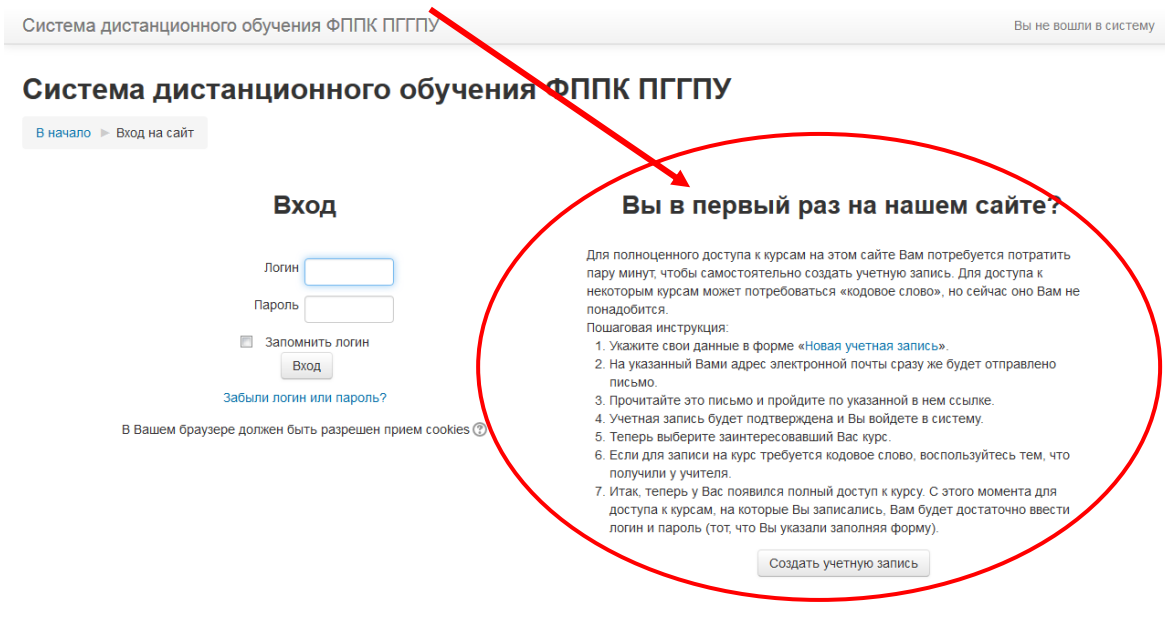 Система дистанционного обучения ФППК ПГГПУ
Вы не вошли в систему
Система дистанционного обучения ФППК ПГГПУ
В начало ► Вход на сайт
Вход
Логин
Пароль
Запомнить логин
Вход
Забыли логин или пароль?
В Вашем браузере должен быть разрешен прием cookies ?
Вы в первый раз на нашем сайте?
Для полноценного доступа к курсам на этом сайте Вам потребуется потратить
пару минут, чтобы самостоятельно создать учетную запись. Для доступа к
некоторым курсам может потребоваться «кодовое слово», но сейчас оно Вам не
понадобится.
Пошаговая инструкция:
1. Укажите свои данные в форме «Новая учетная запись».
2. На указанный Вами адрес электронной почты сразу же будет отправлено
письмо.
3. Прочитайте это письмо и пройдите по указанной в нем ссылке.
4. Учетная запись будет подтверждена и Вы войдете в систему.
5. Теперь выберите заинтересовавший Вас курс.
6. Если для записи на курс требуется кодовое слово, воспользуйтесь тем, что
получили у учителя.
7. Итак, теперь у Вас появился полный доступ к курсу. С этого момента для
доступа к курсам, на которые Вы записались, Вам будет достаточно ввести
логин и пароль (тот, что Вы указали заполняя форму).
Создать учетную запись